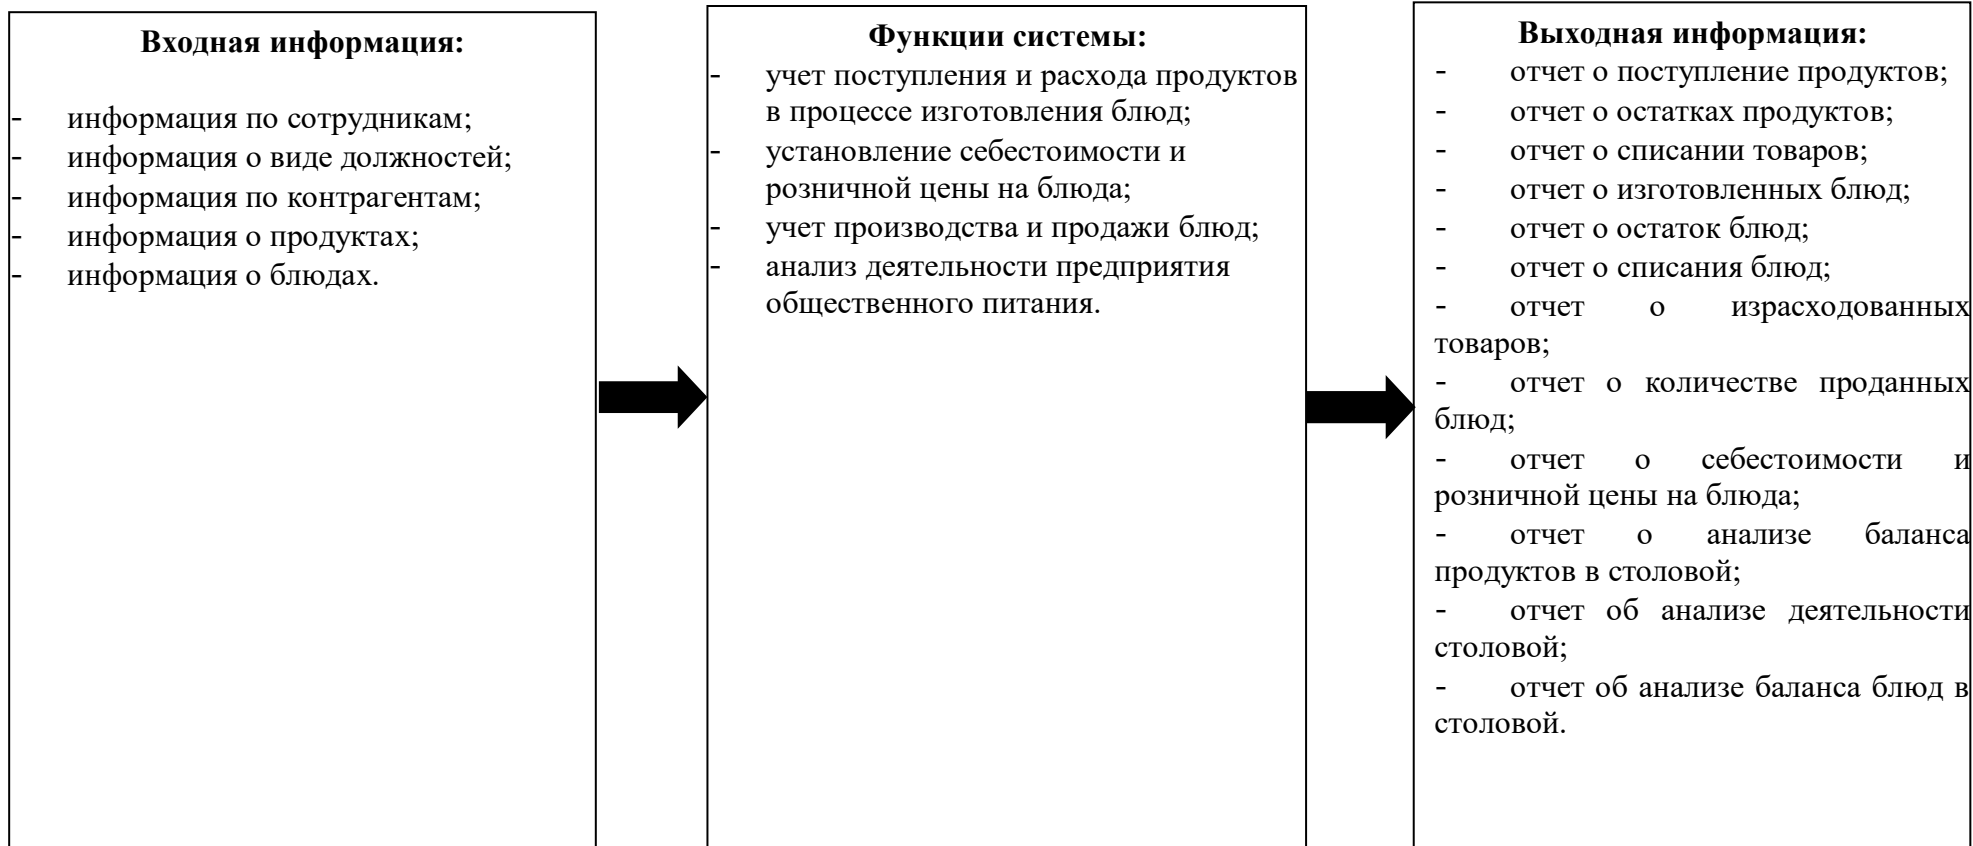 Входная информация:
- информация по сотрудникам;
- информация о виде должностей;
- информация по контрагентам;
- информация о продуктах;
- информация о блюдах.
Функции системы:
- учет поступления и расхода продуктов
в процессе изготовления блюд;
- установление себестоимости и
розничной цены на блюда;
- учет производства и продажи блюд;
- анализ деятельности предприятия
общественного питания.
Выходная информация:
- отчет о поступление продуктов;
- отчет о остатках продуктов;
- отчет о списании товаров;
- отчет о изготовленных блюд;
- отчет о остаток блюд;
- отчет о списания блюд;
- отчет о израсходованных
товаров;
- отчет о количестве проданных
блюд;
- отчет о себестоимости и
розничной цены на блюда;
- отчет о анализе баланса
продуктов в столовой;
- отчет об анализе деятельности
столовой;
- отчет об анализе баланса блюд в
столовой.